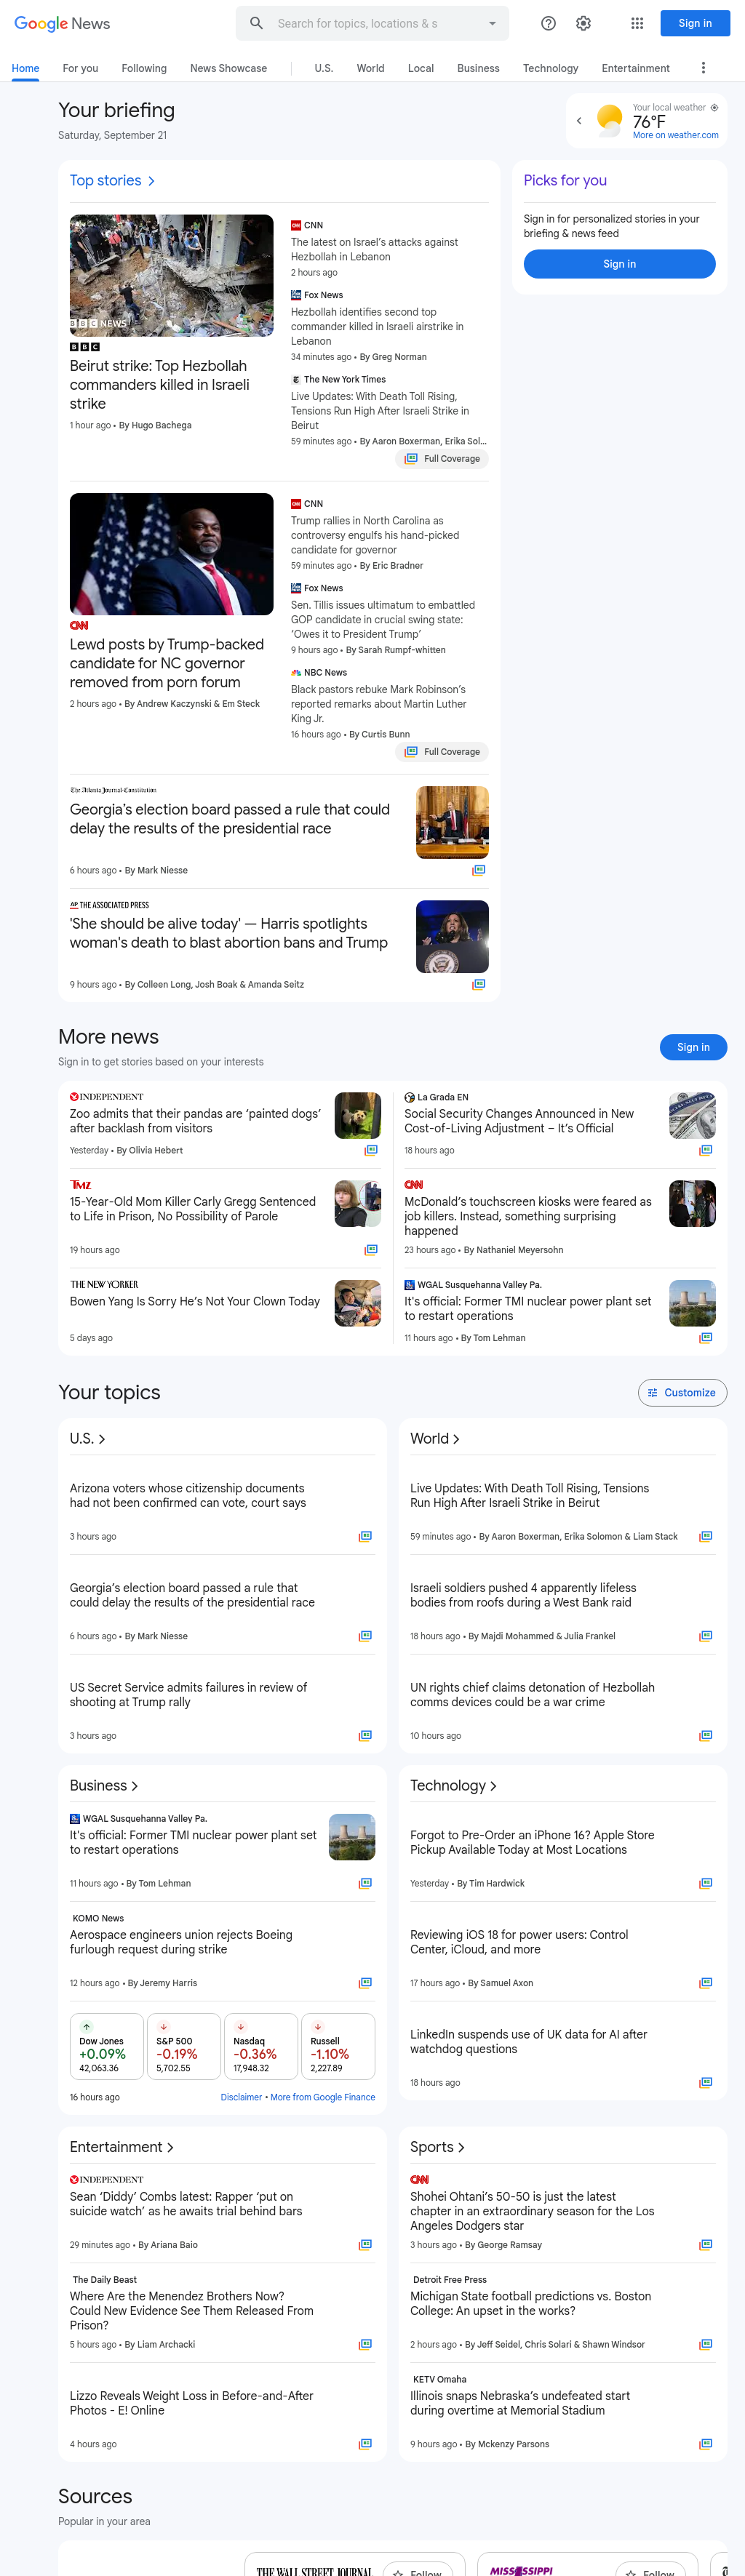 Google News
Search for topics, locations & s
Sign in
Home
For you
Following
News Showcase
U.S.
World
Local
Business
Technology
Entertainment
Your briefing
Saturday, September 21
Your local weather
76°F
More on weather.com
Top stories
BBC NEWS
BBC
Beirut strike: Top Hezbollah
commanders killed in Israeli
strike
1 hour ago • By Hugo Bachega
CNN
The latest on Israel's attacks against
Hezbollah in Lebanon
2 hours ago
Fox News
Hezbollah identifies second top
commander killed in Israeli airstrike in
Lebanon
34 minutes ago • By Greg Norman
The New York Times
Live Updates: With Death Toll Rising,
Tensions Run High After Israeli Strike in
Beirut
59 minutes ago • By Aaron Boxerman, Erika Sol...
Full Coverage
Picks for you
Sign in for personalized stories in your
briefing & news feed
Sign in
CNN
Lewd posts by Trump-backed
candidate for NC governor
removed from porn forum
2 hours ago • By Andrew Kaczynski & Em Steck
CNN
Trump rallies in North Carolina as
controversy engulfs his hand-picked
candidate for governor
59 minutes ago • By Eric Bradner
Fox News
Sen. Tillis issues ultimatum to embattled
GOP candidate in crucial swing state:
‘Owes it to President Trump’
9 hours ago • By Sarah Rumpf-whitten
NBC News
Black pastors rebuke Mark Robinson’s
reported remarks about Martin Luther
King Jr.
16 hours ago • By Curtis Bunn
Full Coverage
The Atlanta Journal-Constitution
Georgia’s election board passed a rule that could
delay the results of the presidential race
6 hours ago • By Mark Niesse
AP THE ASSOCIATED PRESS
'She should be alive today' — Harris spotlights
woman's death to blast abortion bans and Trump
9 hours ago • By Colleen Long, Josh Boak & Amanda Seitz
More news
Sign in to get stories based on your interests
Sign in
INDEPENDENT
Zoo admits that their pandas are ‘painted dogs’
after backlash from visitors
Yesterday • By Olivia Hebert
La Grada EN
Social Security Changes Announced in New
Cost-of-Living Adjustment – It’s Official
18 hours ago
TMZ
15-Year-Old Mom Killer Carly Gregg Sentenced
to Life in Prison, No Possibility of Parole
19 hours ago
CNN
McDonald’s touchscreen kiosks were feared as
job killers. Instead, something surprising
happened
23 hours ago • By Nathaniel Meyersohn
THE NEW YORKER
Bowen Yang Is Sorry He’s Not Your Clown Today
5 days ago
WGAL Susquehanna Valley Pa.
It's official: Former TMI nuclear power plant set
to restart operations
11 hours ago • By Tom Lehman
Your topics
Customize
U.S.
Arizona voters whose citizenship documents
had not been confirmed can vote, court says
3 hours ago
Georgia’s election board passed a rule that
could delay the results of the presidential race
6 hours ago • By Mark Niesse
US Secret Service admits failures in review of
shooting at Trump rally
3 hours ago
World
Live Updates: With Death Toll Rising, Tensions
Run High After Israeli Strike in Beirut
59 minutes ago • By Aaron Boxerman, Erika Solomon & Liam Stack
Israeli soldiers pushed 4 apparently lifeless
bodies from roofs during a West Bank raid
18 hours ago • By Majdi Mohammed & Julia Frankel
UN rights chief claims detonation of Hezbollah
comms devices could be a war crime
10 hours ago
Business
WGAL Susquehanna Valley Pa.
It's official: Former TMI nuclear power plant set
to restart operations
11 hours ago • By Tom Lehman
KOMO News
Aerospace engineers union rejects Boeing
furlough request during strike
12 hours ago • By Jeremy Harris
Dow Jones
+0.09%
42,063.36
S&P 500
-0.19%
5,702.55
Nasdaq
-0.36%
17,948.32
Russell
-1.10%
2,227.89
16 hours ago
Disclaimer • More from Google Finance
Technology
Forgot to Pre-Order an iPhone 16? Apple Store
Pickup Available Today at Most Locations
Yesterday • By Tim Hardwick
Reviewing iOS 18 for power users: Control
Center, iCloud, and more
17 hours ago • By Samuel Axon
LinkedIn suspends use of UK data for AI after
watchdog questions
18 hours ago
Entertainment
INDEPENDENT
Sean ‘Diddy’ Combs latest: Rapper ‘put on
suicide watch’ as he awaits trial behind bars
29 minutes ago • By Ariana Baio
The Daily Beast
Where Are the Menendez Brothers Now?
Could New Evidence See Them Released From
Prison?
5 hours ago • By Liam Archacki
Lizzo Reveals Weight Loss in Before-and-After
Photos - E! Online
4 hours ago
Sports
CNN
Shohei Ohtani’s 50-50 is just the latest
chapter in an extraordinary season for the Los
Angeles Dodgers star
3 hours ago • By George Ramsay
Detroit Free Press
Michigan State football predictions vs. Boston
College: An upset in the works?
2 hours ago • By Jeff Seidel, Chris Solari & Shawn Windsor
KETV Omaha
Illinois snaps Nebraska’s undefeated start
during overtime at Memorial Stadium
9 hours ago • By Mckenzy Parsons
Sources
Popular in your area
THE WALL STREET JOURNAL
Follow
MISSISSIPPI
Follow